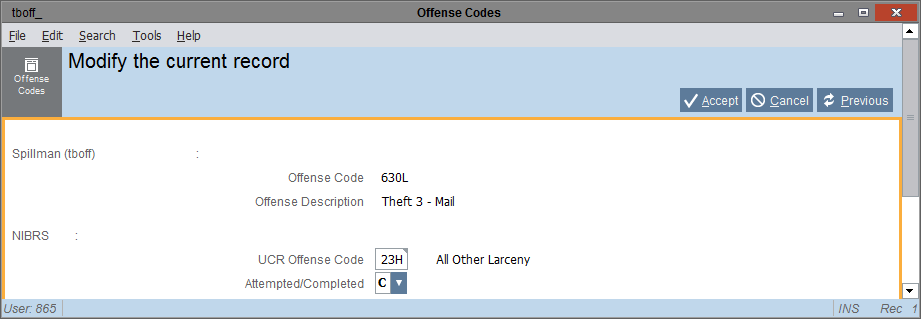 tboff_ Offense Codes
File Edit Search Tools Help
Offense Codes
Modify the current record
Accept Cancel Previous
Spillman (tboff) :
Offense Code 630L
Offense Description Theft 3 - Mail
NIBRS :
UCR Offense Code 23H All Other Larceny
Attempted/Completed C
User: 865 INS Rec 1